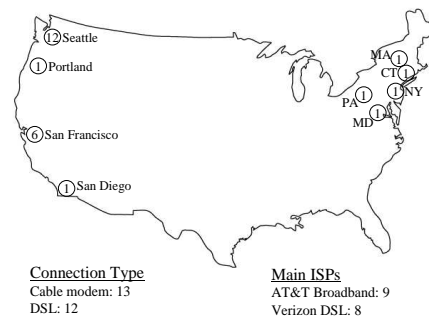 12 Seattle
1 Portland
6 San Francisco
1 San Diego
MA 1
CT 1
1 NY
PA 1
MD 1
Connection Type
Cable modem: 13
DSL: 12
Main ISPs
AT&T Broadband: 9
Verizon DSL: 8